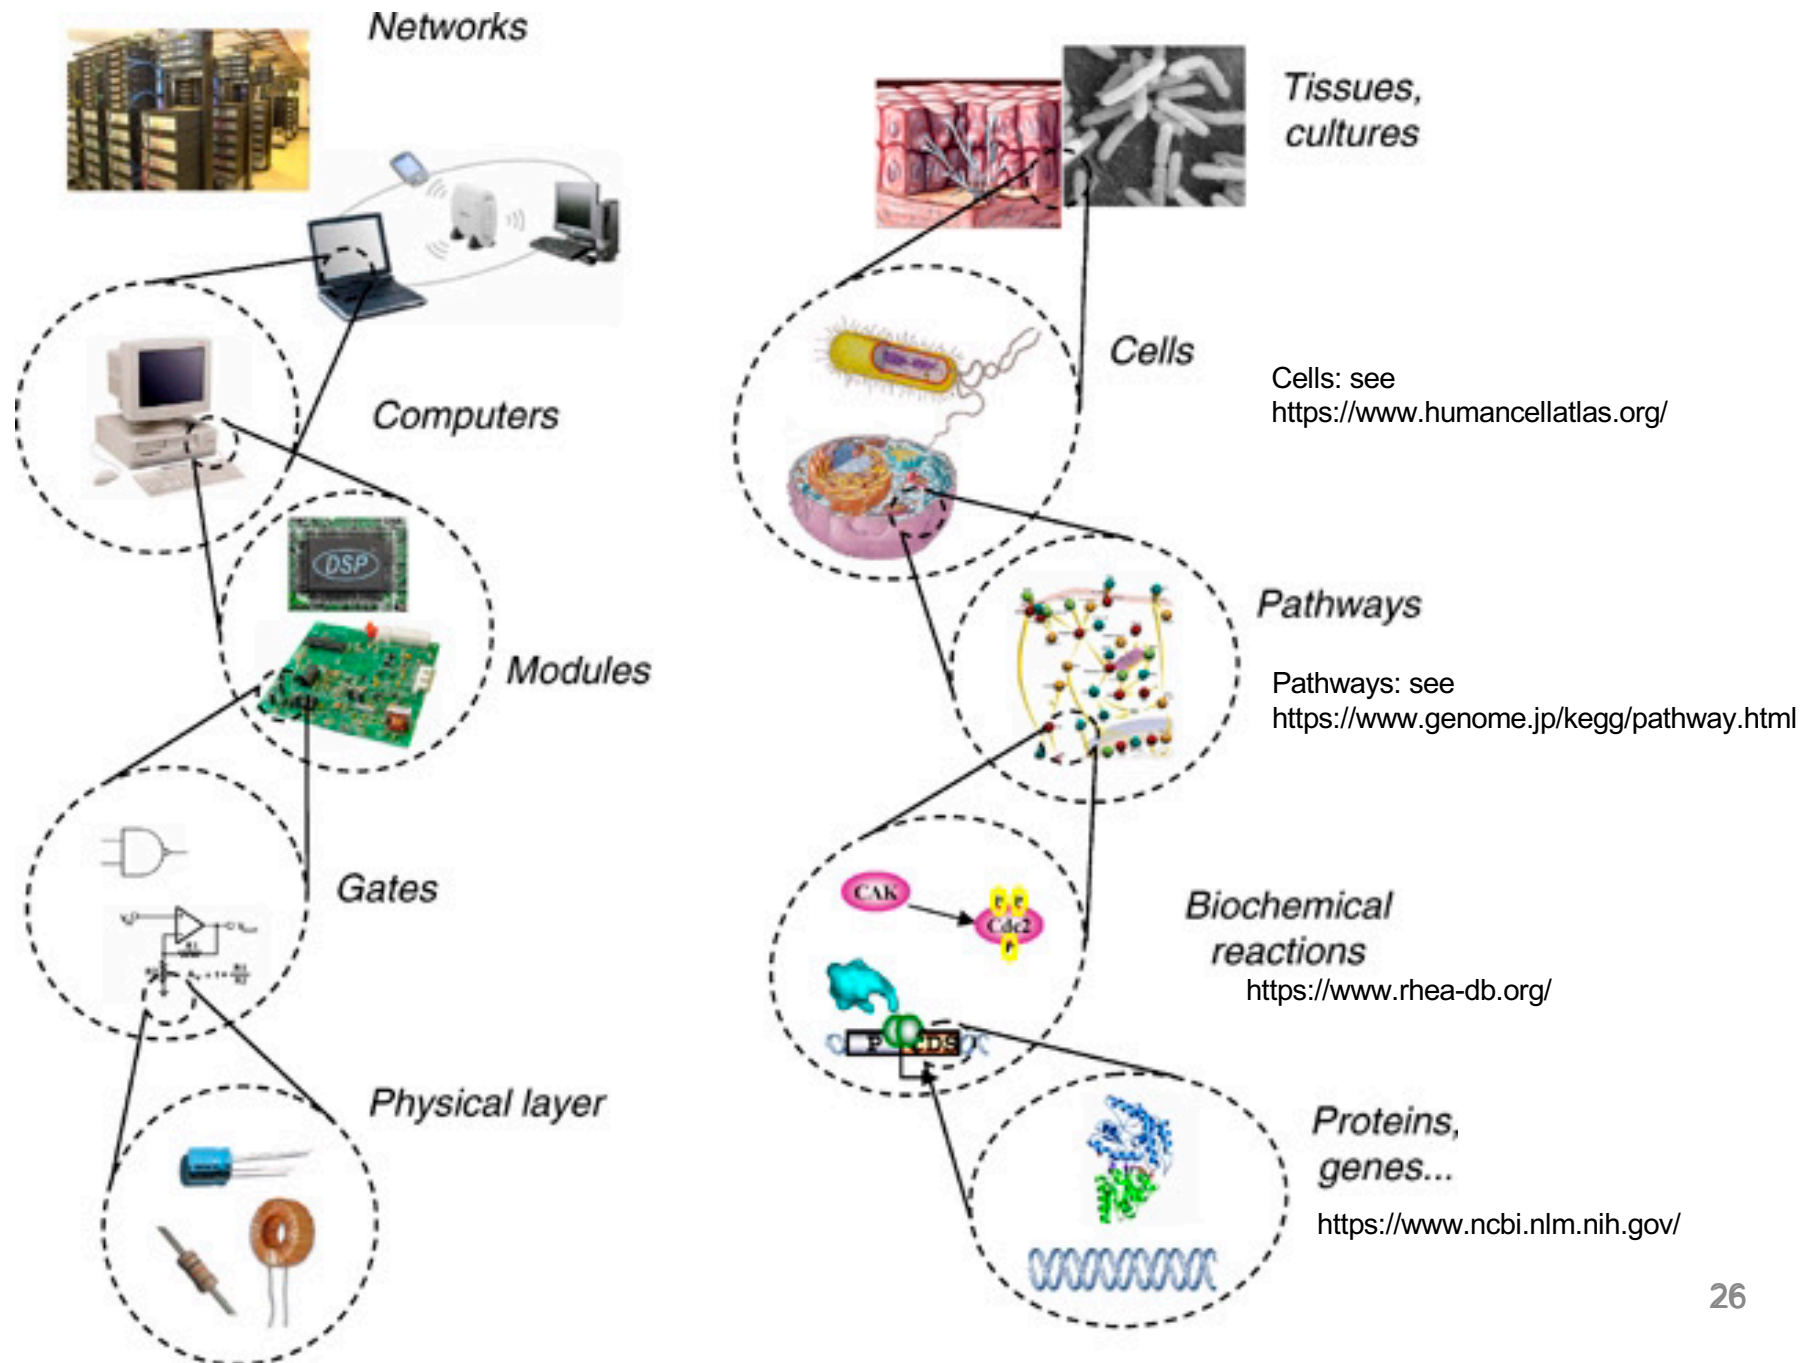 Networks
Computers
DSP
Modules
Gates
R1
Physical layer
Tissues,
cultures
Cells
Cells: see
https://www.humancellatlas.org/
Pathways
Pathways: see
https://www.genome.jp/kegg/pathway.html
CAK
P P
Cdc2
P
Biochemical
reactions
https://www.rhea-db.org/
P CDS
Proteins,
genes...
https://www.ncbi.nlm.nih.gov/
26